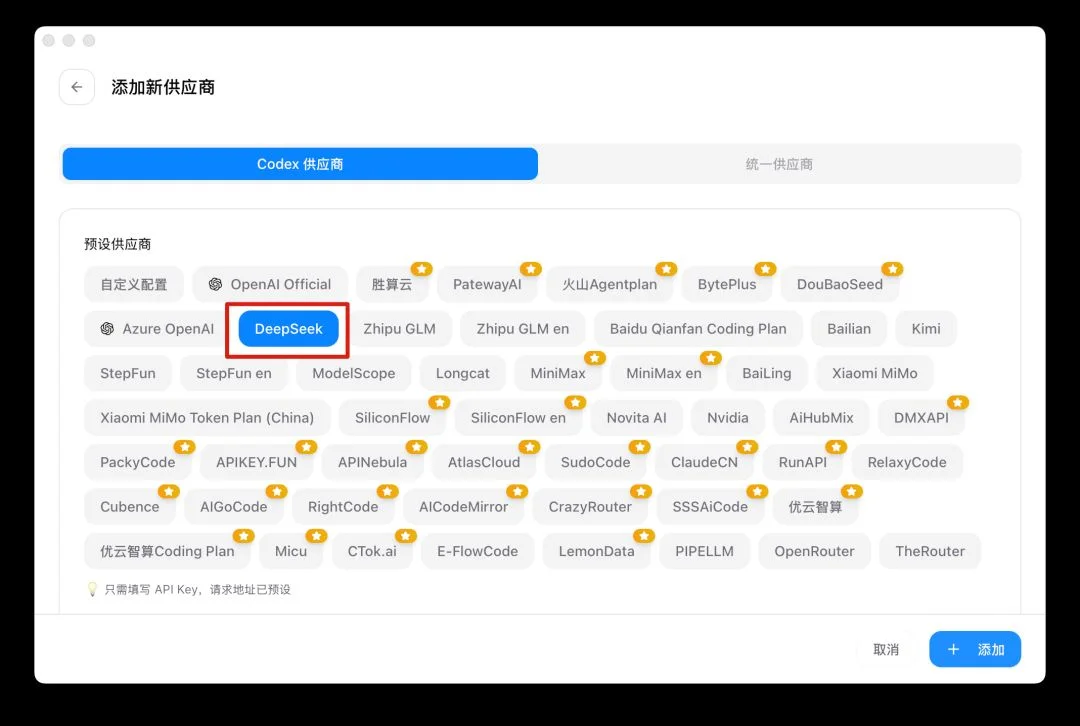 添加新供应商
Codex 供应商 统一供应商
预设供应商
自定义配置 OpenAI Official 胜算云 PatewayAI 火山Agentplan BytePlus DouBaoSeed
Azure OpenAI DeepSeek Zhipu GLM Zhipu GLM en Baidu Qianfan Coding Plan Bailian Kimi
StepFun StepFun en ModelScope Longcat MiniMax MiniMax en BaiLing Xiaomi MiMo
Xiaomi MiMo Token Plan (China) SiliconFlow SiliconFlow en Novita AI Nvidia AiHubMix DMXAPI
PackyCode APIKEY.FUN APINebula AtlasCloud SudoCode ClaudeCN RunAPI RelaxyCode
Cubence AIGoCode RightCode AICodeMirror CrazyRouter SSSAiCode 优云智算
优云智算Coding Plan Micu CTok.ai E-FlowCode LemonData PIPELLM OpenRouter TheRouter
只需填写 API Key，请求地址已预设
取消 + 添加